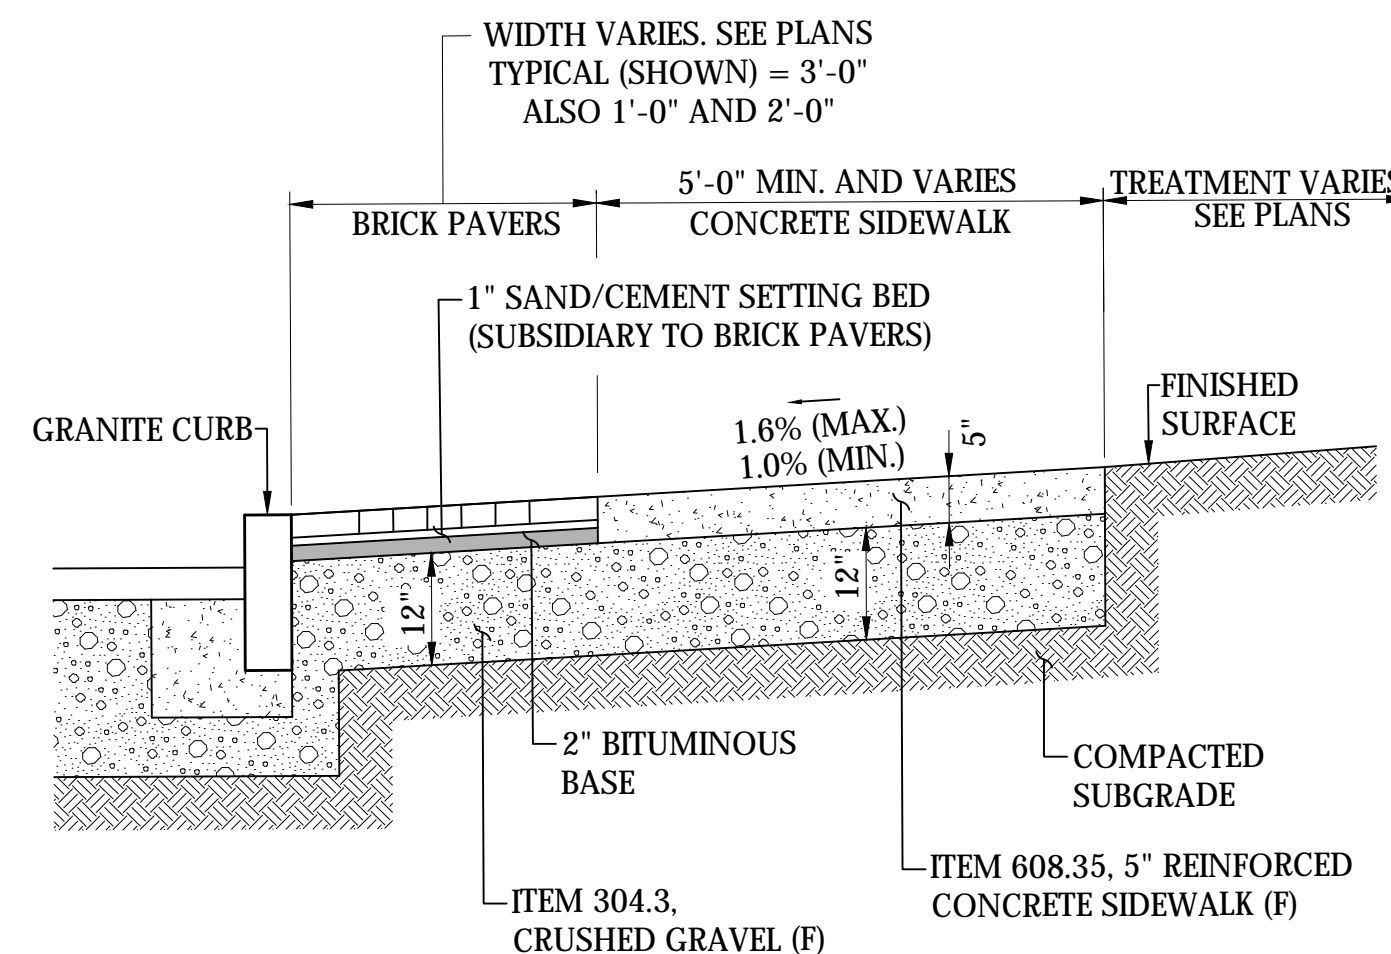 WIDTH VARIES. SEE PLANS
TYPICAL (SHOWN) = 3'-0"
ALSO 1'-0" AND 2'-0"
5'-0" MIN. AND VARIES
TREATMENT VARIES
BRICK PAVERS
CONCRETE SIDEWALK
SEE PLANS
1" SAND/CEMENT SETTING BED
(SUBSIDIARY TO BRICK PAVERS)
FINISHED
SURFACE
GRANITE CURB
1.6% (MAX.)
1.0% (MIN.)
5"
12"
12"
2" BITUMINOUS
BASE
COMPACTED
SUBGRADE
ITEM 608.35, 5" REINFORCED
CONCRETE SIDEWALK (F)
ITEM 304.3,
CRUSHED GRAVEL (F)